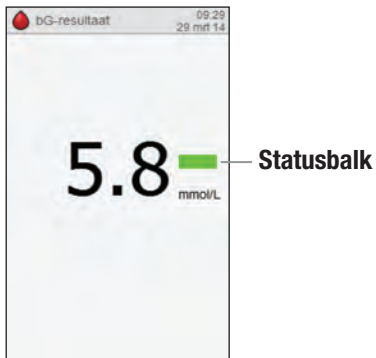 bG-resultaat
09:29
29 mrt 14
5.8
mmol/L
Statusbalk